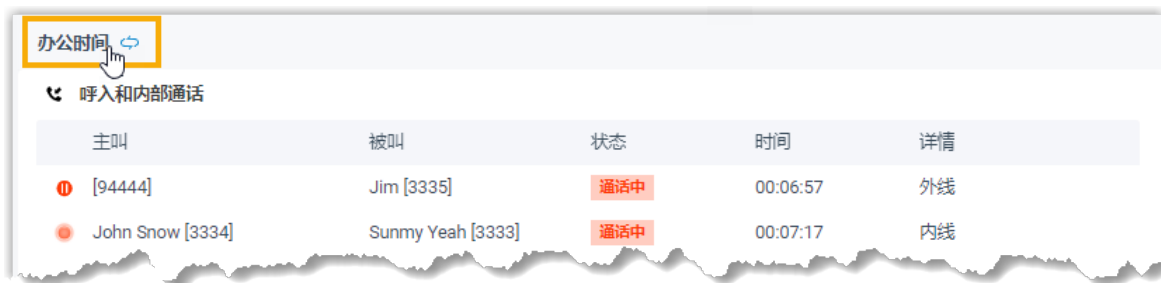 办公时间
呼入和内部通话
主叫 被叫 状态 时间 详情
[94444] Jim [3335] 通话中 00:06:57 外线
John Snow [3334] Sunmy Yeah [3333] 通话中 00:07:17 内线